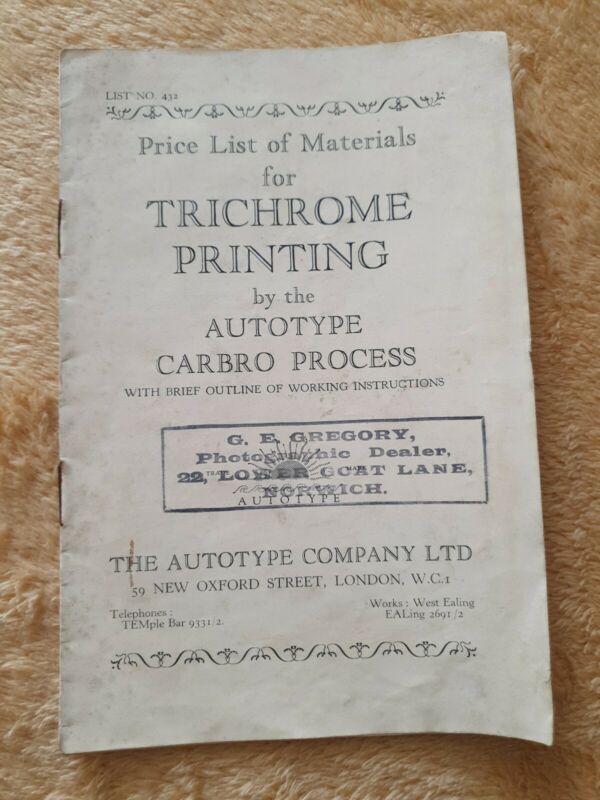 LIST NO. 432
Price List of Materials
for
TRICHROME
PRINTING
by the
AUTOTYPE
CARBRO PROCESS
WITH BRIEF OUTLINE OF WORKING INSTRUCTIONS
G. E. GREGORY,
Photographic Dealer,
22, LOWER GOAT LANE,
TRADE MARK
NORWICH.
AUTOTYPE
THE AUTOTYPE COMPANY LTD
59 NEW OXFORD STREET, LONDON, W.C.1
Telephones :
TEMple Bar 9331/2.
Works : West Ealing
EALing 2691/2